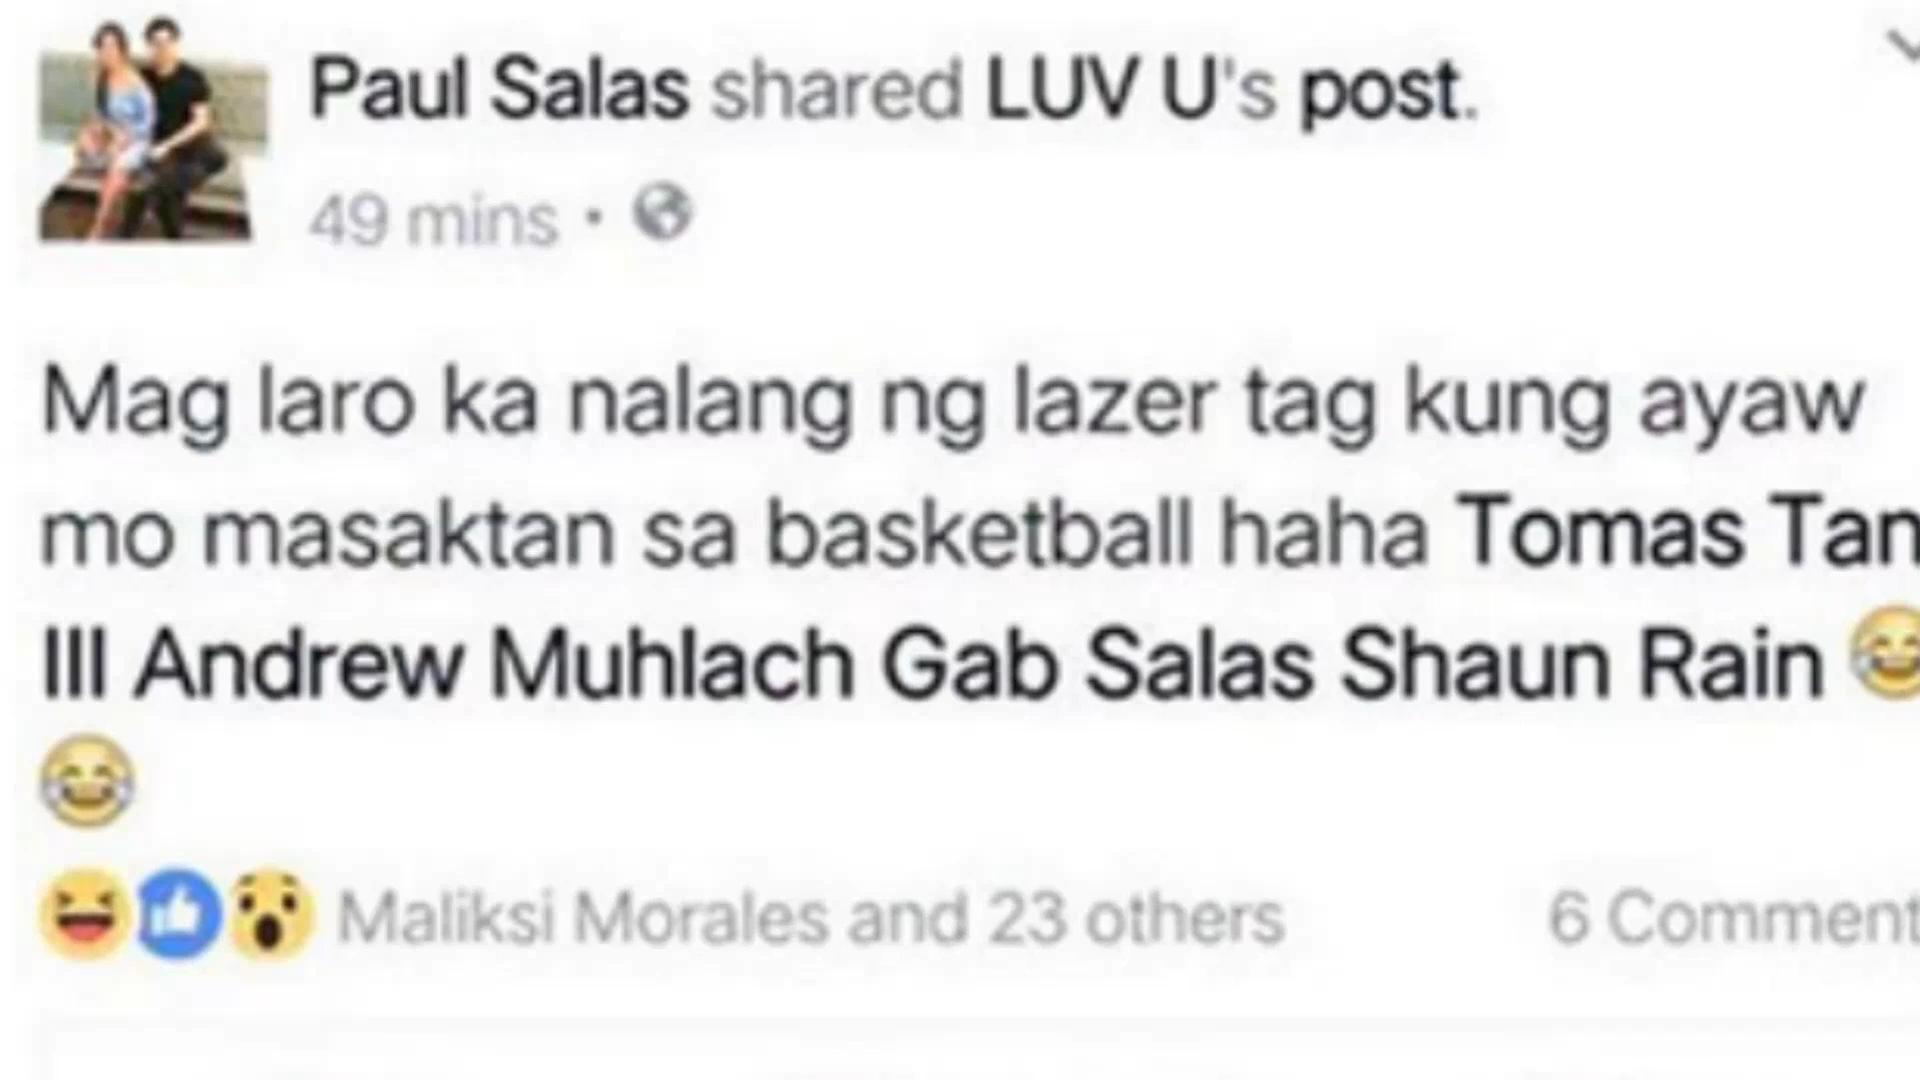 Paul Salas shared LUV U's post.
49 mins ·
Mag laro ka nalang ng lazer tag kung ayaw
mo masaktan sa basketball haha Tomas Tan
III Andrew Muhlach Gab Salas Shaun Rain 😂
😂
Maliksi Morales and 23 others 6 Comment